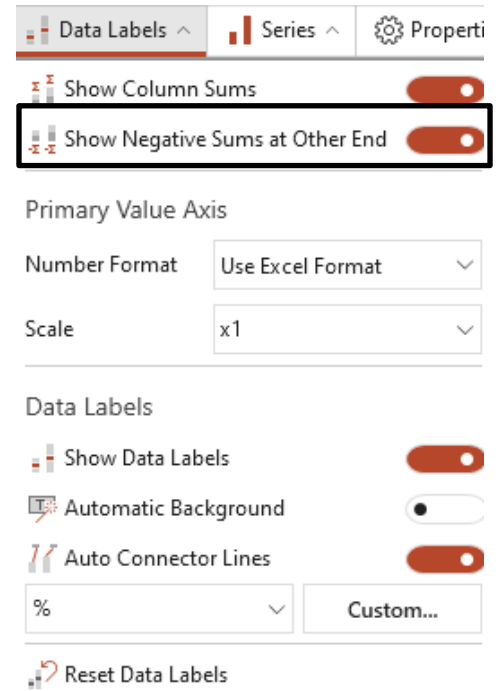 Data Labels Series Properti
Show Column Sums
Show Negative Sums at Other End
Primary Value Axis
Number Format Use Excel Format
Scale x1
Data Labels
Show Data Labels
Automatic Background
Auto Connector Lines
% Custom...
Reset Data Labels